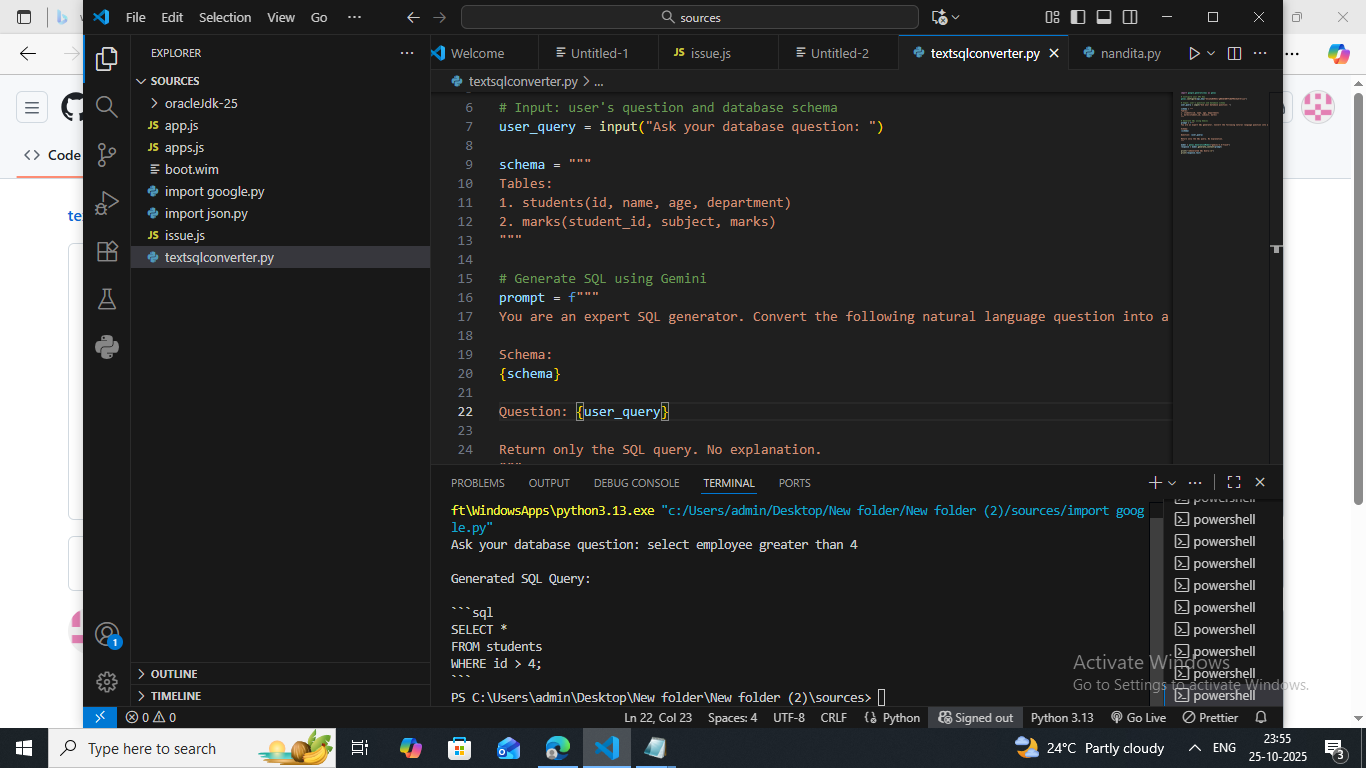 File Edit Selection View Go ··· sources
EXPLORER ···
SOURCES
oracleJdk-25
JS app.js
JS apps.js
boot.wim
import google.py
import json.py
JS issue.js
textsqlconverter.py
OUTLINE
TIMELINE
Welcome Untitled-1 JS issue.js Untitled-2 textsqlconverter.py nandita.py
textsqlconverter.py > ...
6 # Input: user's question and database schema
7 user_query = input("Ask your database question: ")
8
9 schema = """
10 Tables:
11 1. students(id, name, age, department)
12 2. marks(student_id, subject, marks)
13 """
14
15 # Generate SQL using Gemini
16 prompt = f"""
17 You are an expert SQL generator. Convert the following natural language question into a
18
19 Schema:
20 {schema}
21
22 Question: {user_query}
23
24 Return only the SQL query. No explanation.
"""
PROBLEMS OUTPUT DEBUG CONSOLE TERMINAL PORTS
ft\WindowsApps\python3.13.exe "c:/Users/admin/Desktop/New folder/New folder (2)/sources/import goog
le.py"
Ask your database question: select employee greater than 4
Generated SQL Query:
```sql
SELECT *
FROM students
WHERE id > 4;
```
PS C:\Users\admin\Desktop\New folder\New folder (2)\sources>
powershell
powershell
powershell
powershell
powershell
powershell
powershell
powershell
powershell
powershell
Activate Windows
Go to Settings to activate Windows.
Code
te
1
0 0 Ln 22, Col 23 Spaces: 4 UTF-8 CRLF {} Python Signed out Python 3.13 Go Live Prettier
Type here to search 24°C Partly cloudy ENG 23:55
25-10-2025
3